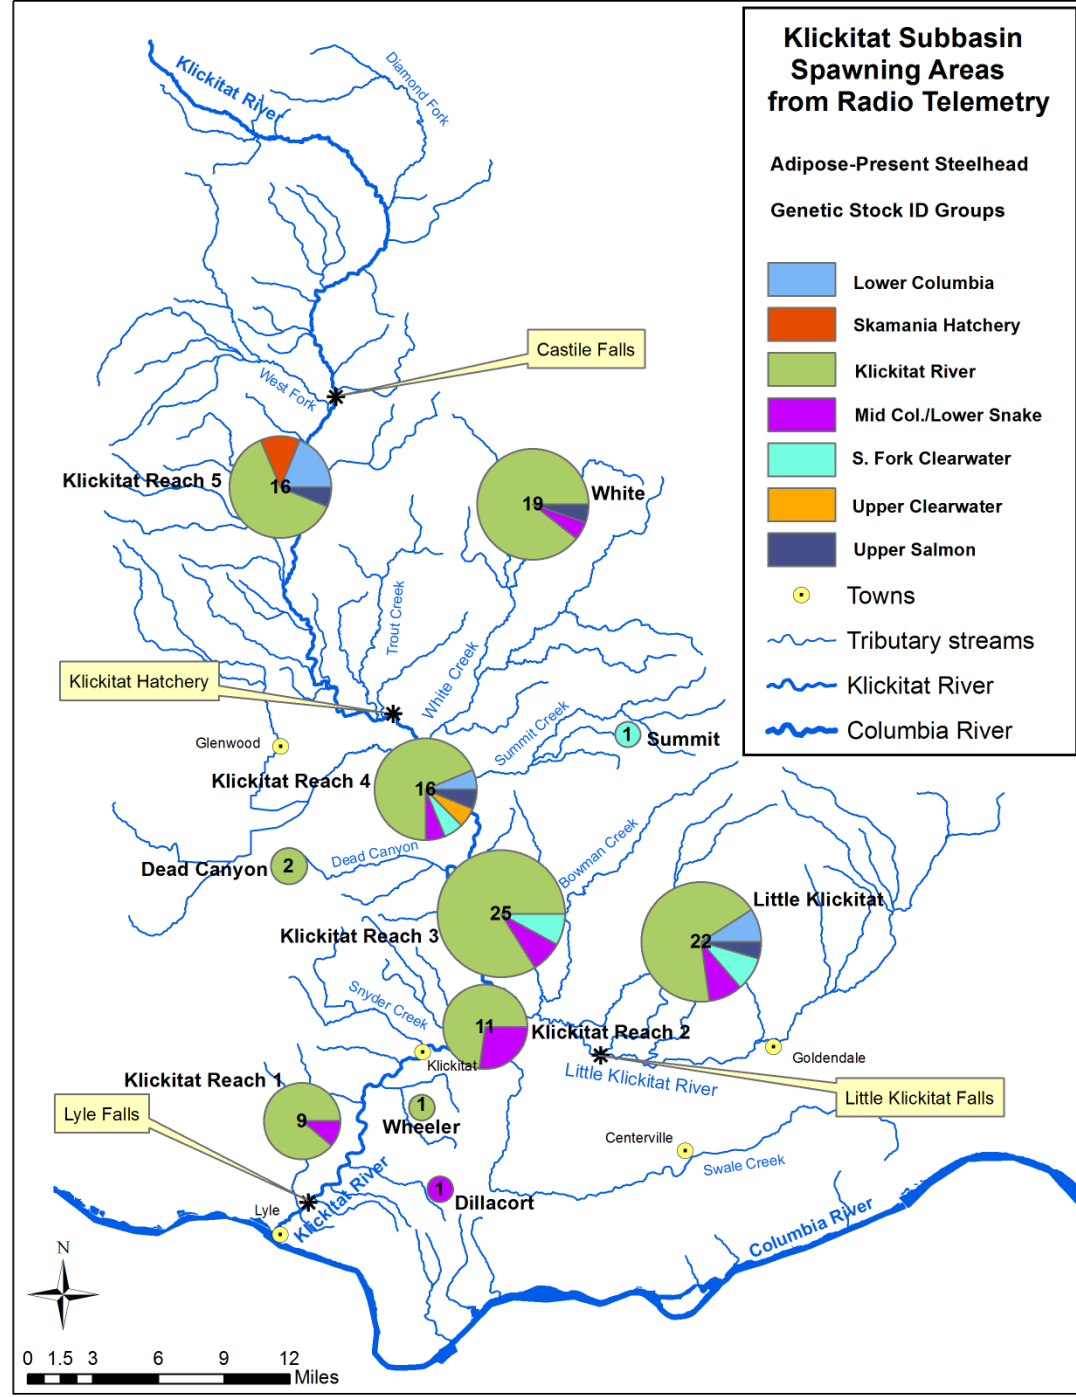 Klickitat Subbasin
Spawning Areas
from Radio Telemetry
Adipose-Present Steelhead
Genetic Stock ID Groups
Lower Columbia
Skamania Hatchery
Klickitat River
Mid Col./Lower Snake
S. Fork Clearwater
Upper Clearwater
Upper Salmon
Towns
Tributary streams
Klickitat River
Columbia River
Klickitat River
Diamond Fork
Castile Falls
West Fork
Klickitat Reach 5
16
19
White
Trout Creek
White Creek
Klickitat Hatchery
Glenwood
Summit Creek
1
Summit
Klickitat Reach 4
16
Dead Canyon
2
Dead Canyon
Bowman Creek
25
Klickitat Reach 3
Little Klickitat
22
Snyder Creek
11
Klickitat Reach 2
Klickitat
Goldendale
Little Klickitat River
Little Klickitat Falls
Klickitat Reach 1
9
Lyle Falls
1
Wheeler
Centerville
Swale Creek
1
Dillacort
Klickitat River
Lyle
Columbia River
N
0 1.5 3 6 9 12
Miles